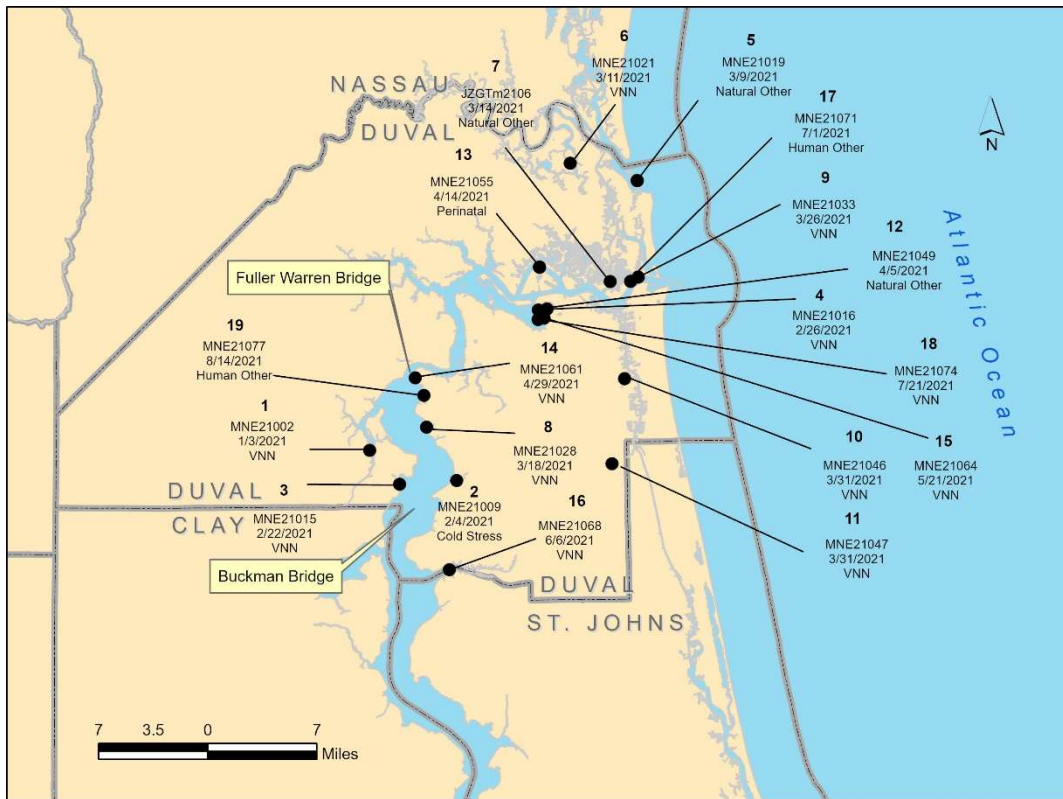 6
MNE21021
3/11/2021
VNN
5
MNE21019
3/9/2021
Natural Other
7
JZGTm2106
3/14/2021
Natural Other
17
MNE21071
7/1/2021
Human Other
NASSAU
DUVAL
N
13
MNE21055
4/14/2021
Perinatal
9
MNE21033
3/26/2021
VNN
12
MNE21049
4/5/2021
Natural Other
Atlantic Ocean
Fuller Warren Bridge
4
MNE21016
2/26/2021
VNN
19
MNE21077
8/14/2021
Human Other
14
MNE21061
4/29/2021
VNN
18
MNE21074
7/21/2021
VNN
1
MNE21002
1/3/2021
VNN
8
MNE21028
3/18/2021
VNN
10
MNE21046
3/31/2021
VNN
15
MNE21064
5/21/2021
VNN
DUVAL
CLAY
3
MNE21015
2/22/2021
VNN
2
MNE21009
2/4/2021
Cold Stress
16
MNE21068
6/6/2021
VNN
11
MNE21047
3/31/2021
VNN
Buckman Bridge
DUVAL
ST. JOHNS
7 3.5 0 7
Miles